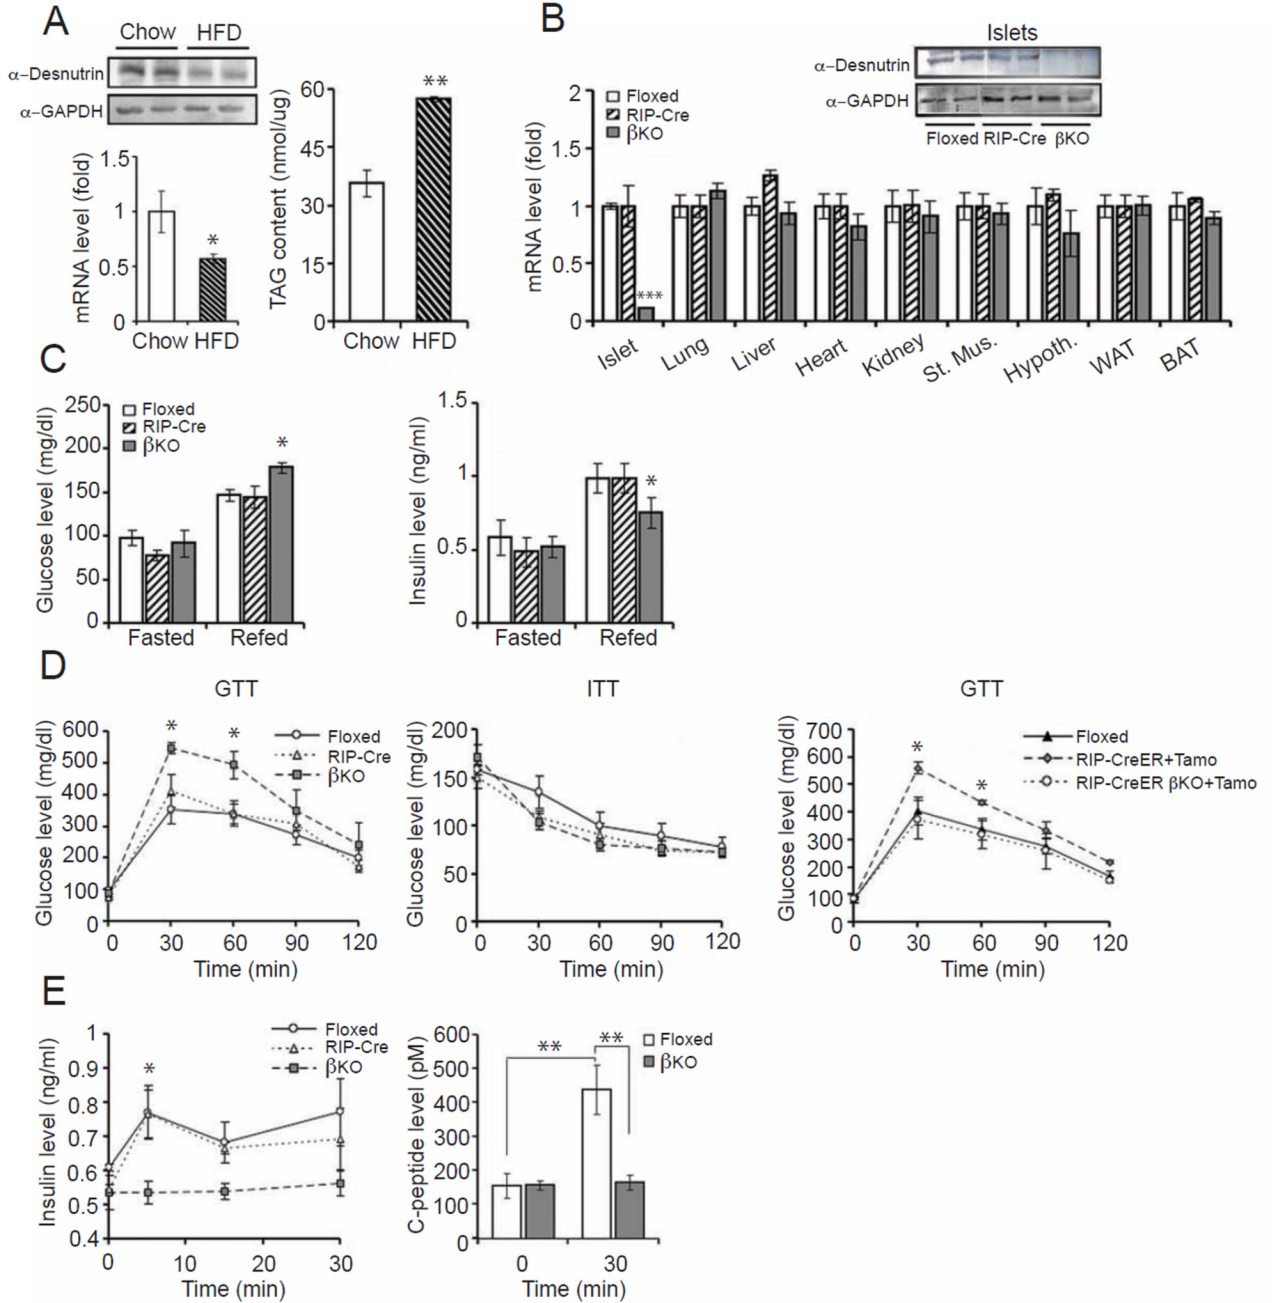 A
Chow HFD
α–Desnutrin
α–GAPDH
mRNA level (fold)
1.5
1
0.5
0
*
Chow HFD
TAG content (nmol/ug)
60
45
30
15
0
**
Chow HFD
B
Islets
α–Desnutrin
α–GAPDH
Floxed RIP-Cre βKO
mRNA level (fold)
2
1.5
1
0.5
0
Floxed
RIP-Cre
βKO
***
Islet Lung Liver Heart Kidney St. Mus. Hypoth. WAT BAT
C
Glucose level (mg/dl)
250
200
150
100
50
0
Floxed
RIP-Cre
βKO
*
Fasted Refed
Insulin level (ng/ml)
1.5
1
0.5
0
*
Fasted Refed
D
GTT
Glucose level (mg/dl)
600
500
400
300
200
100
0
* *
Floxed
RIP-Cre
βKO
0 30 60 90 120
Time (min)
ITT
Glucose level (mg/dl)
200
150
100
50
0
0 30 60 90 120
Time (min)
GTT
Glucose level (mg/dl)
700
600
500
400
300
200
100
0
*
*
Floxed
RIP-CreER+Tamo
RIP-CreER βKO+Tamo
0 30 60 90 120
Time (min)
E
Insulin level (ng/ml)
1
0.9
0.8
0.7
0.6
0.5
0.4
*
Floxed
RIP-Cre
βKO
0 10 20 30
Time (min)
C-peptide level (pM)
600
500
400
300
200
100
0
** **
Floxed
βKO
0 30
Time (min)